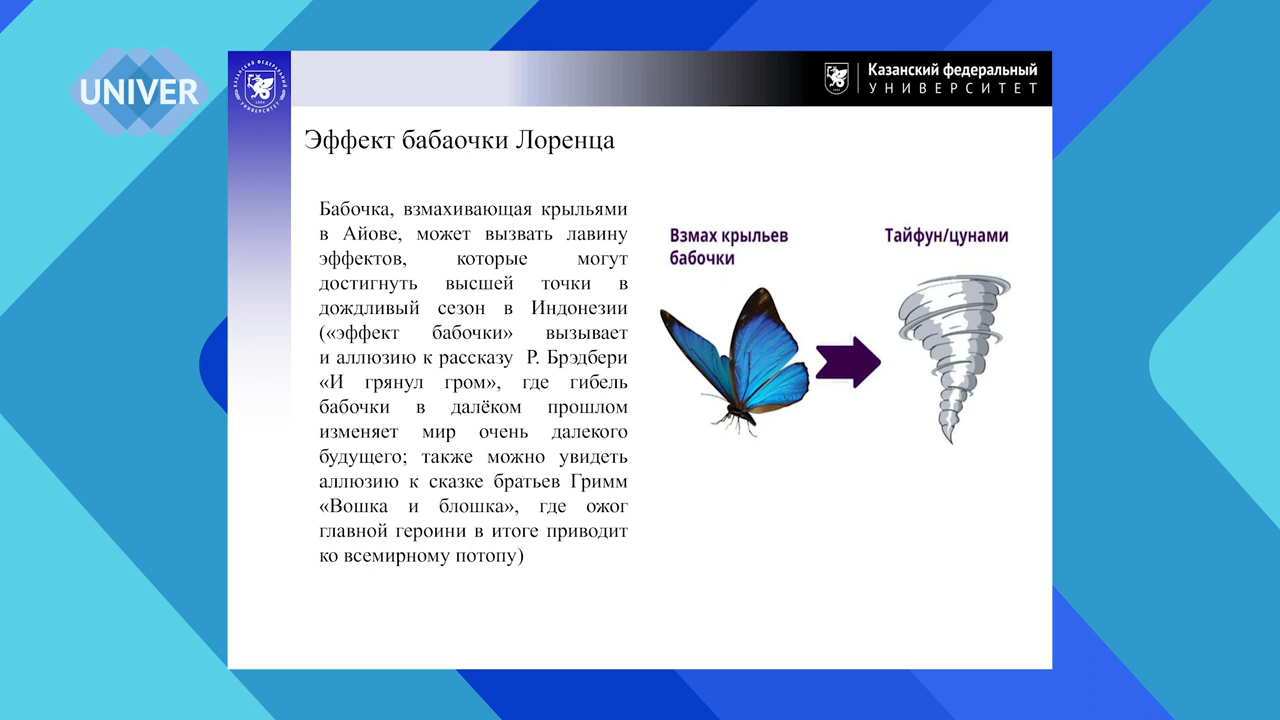 UNIVER
КАЗАНСКИЙ ФЕДЕРАЛЬНЫЙ
УНИВЕРСИТЕТ
Казанский федеральный
УНИВЕРСИТЕТ
Эффект бабаочки Лоренца
Бабочка, взмахивающая крыльями
в Айове, может вызвать лавину
эффектов, которые могут
достигнуть высшей точки в
дождливый сезон в Индонезии
(«эффект бабочки» вызывает
и аллюзию к рассказу Р. Брэдбери
«И грянул гром», где гибель
бабочки в далёком прошлом
изменяет мир очень далекого
будущего; также можно увидеть
аллюзию к сказке братьев Гримм
«Вошка и блошка», где ожог
главной героини в итоге приводит
ко всемирному потопу)
Взмах крыльев
бабочки
Тайфун/цунами